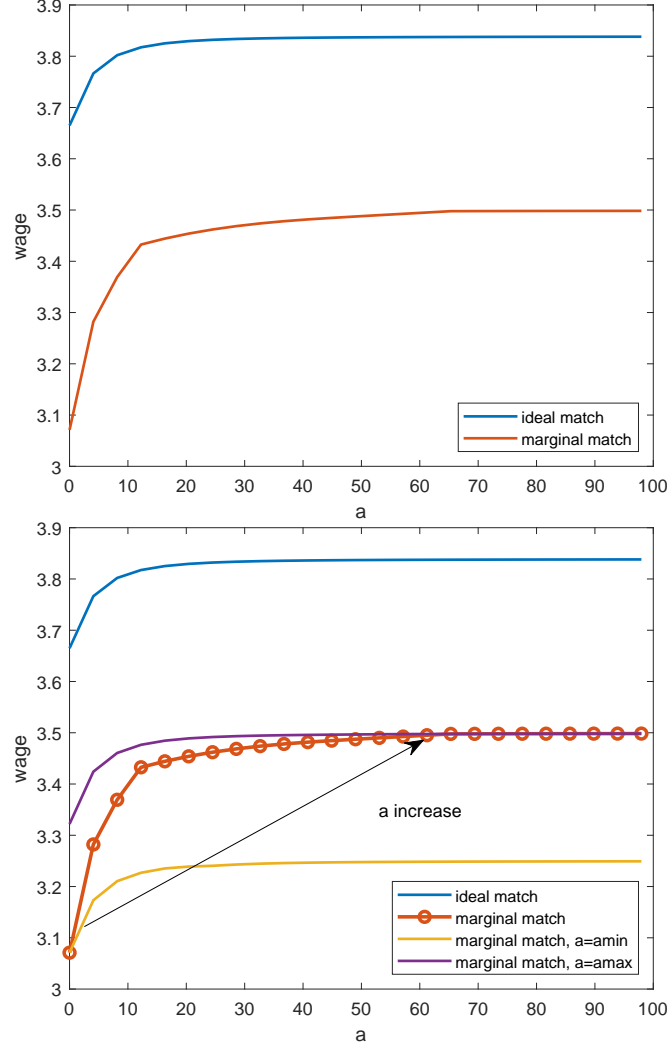 3.9
3.8
3.7
3.6
3.5
3.4
3.3
3.2
3.1
3
wage
0 10 20 30 40 50 60 70 80 90 100
a
ideal match
marginal match
3.9
3.8
3.7
3.6
3.5
3.4
3.3
3.2
3.1
3
wage
a increase
0 10 20 30 40 50 60 70 80 90 100
a
ideal match
marginal match
marginal match, a=amin
marginal match, a=amax